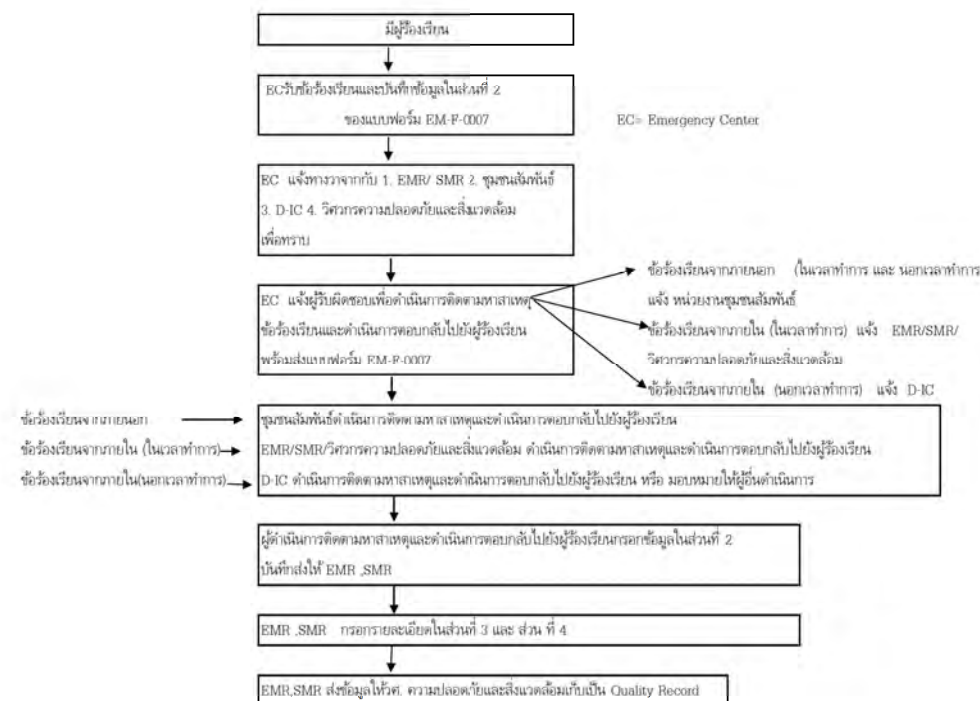 มีผู้ร้องเรียน
ECรับข้อร้องเรียนและบันทึกข้อมูลในส่วนที่ 2
ของแบบฟอร์ม EM-F-0007
EC= Emergency Center
EC แจ้งทางวาจากกับ 1. EMR/ SMR 2. ชุมชนสัมพันธ์
3. D-IC 4. วิศวกรความปลอดภัยและสิ่งแวดล้อม
เพื่อทราบ
ข้อร้องเรียนจากภายนอก (ในเวลาทำการ และ นอกเวลาทำการ
แจ้ง หน่วยงานชุมชนสัมพันธ์
EC แจ้งผู้รับผิดชอบเพื่อดำเนินการติดตามหาสาเหตุ
ข้อร้องเรียนและดำเนินการตอบกลับไปยังผู้ร้องเรียน
พร้อมส่งแบบฟอร์ม EM-F-0007
ข้อร้องเรียนจากภายใน (ในเวลาทำการ) แจ้ง EMR/SMR/
วิศวกรความปลอดภัยและสิ่งแวดล้อม
ข้อร้องเรียนจากภายใน (นอกเวลาทำการ) แจ้ง D-IC
ข้อร้องเรียนจากภายนอก
ชุมชนสัมพันธ์ดำเนินการติดตามหาสาเหตุและดำเนินการตอบกลับไปยังผู้ร้องเรียน
ข้อร้องเรียนจากภายใน (ในเวลาทำการ)
EMR/SMR/วิศวกรความปลอดภัยและสิ่งแวดล้อม ดำเนินการติดตามหาสาเหตุและดำเนินการตอบกลับไปยังผู้ร้องเรียน
ข้อร้องเรียนจากภายใน(นอกเวลาทำการ)
D-IC ดำเนินการติดตามหาสาเหตุและดำเนินการตอบกลับไปยังผู้ร้องเรียน หรือ มอบหมายให้ผู้อื่นดำเนินการ
ผู้ดำเนินการติดตามหาสาเหตุและดำเนินการตอบกลับไปยังผู้ร้องเรียนกรอกข้อมูลในส่วนที่ 2
บันทึกส่งให้ EMR ,SMR
EMR ,SMR กรอกรายละเอียดในส่วนที่ 3 และ ส่วน ที่ 4
EMR,SMR ส่งข้อมูลให้วศ. ความปลอดภัยและสิ่งแวดล้อมเก็บเป็น Quality Record